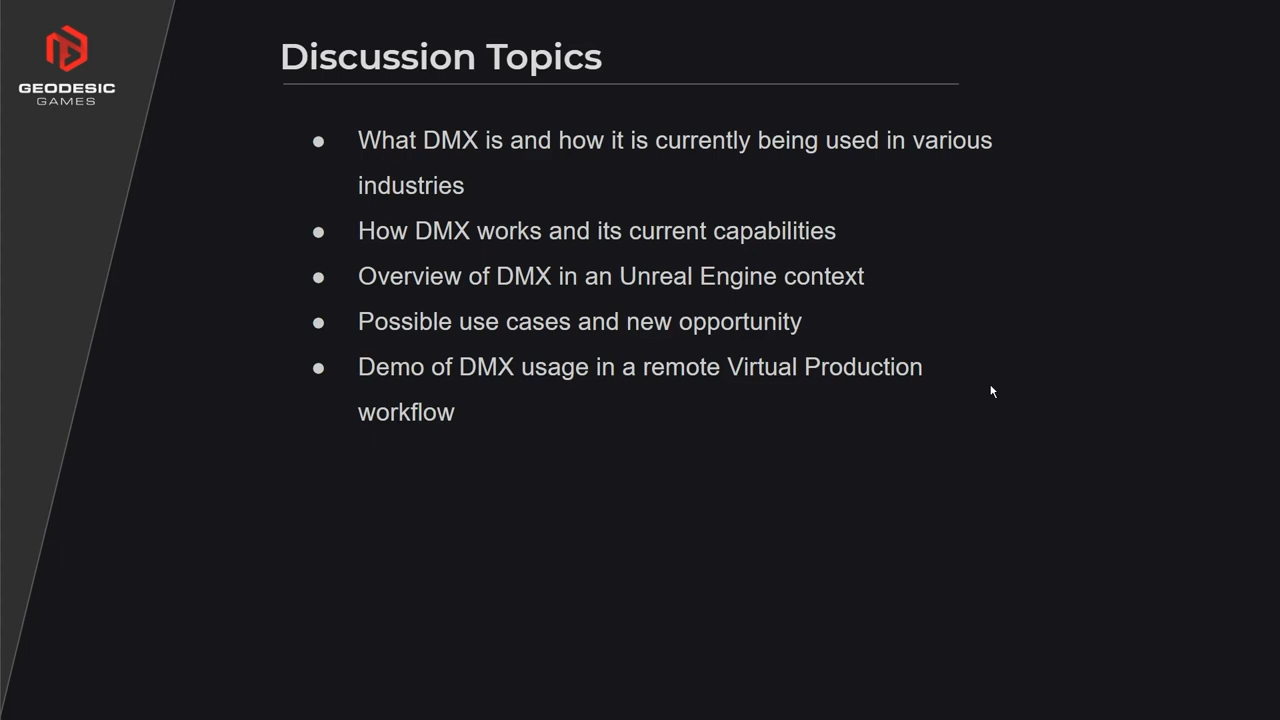 GEODESIC
GAMES
Discussion Topics
● What DMX is and how it is currently being used in various
industries
● How DMX works and its current capabilities
● Overview of DMX in an Unreal Engine context
● Possible use cases and new opportunity
● Demo of DMX usage in a remote Virtual Production
workflow